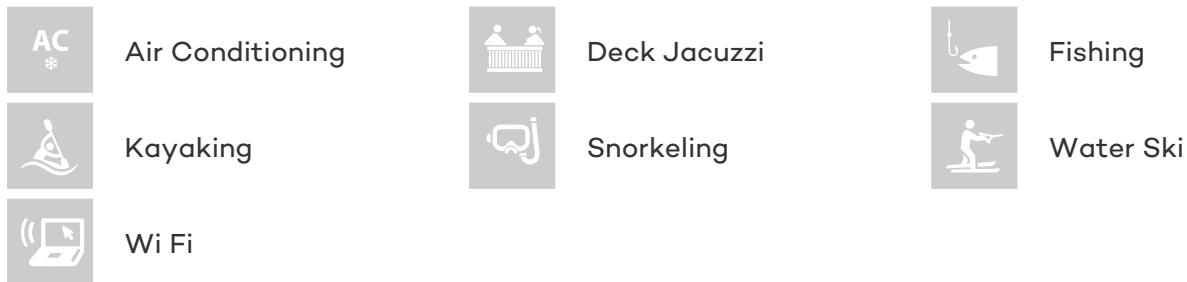 AC
Air Conditioning
Deck Jacuzzi
Fishing
Kayaking
Snorkeling
Water Ski
Wi Fi